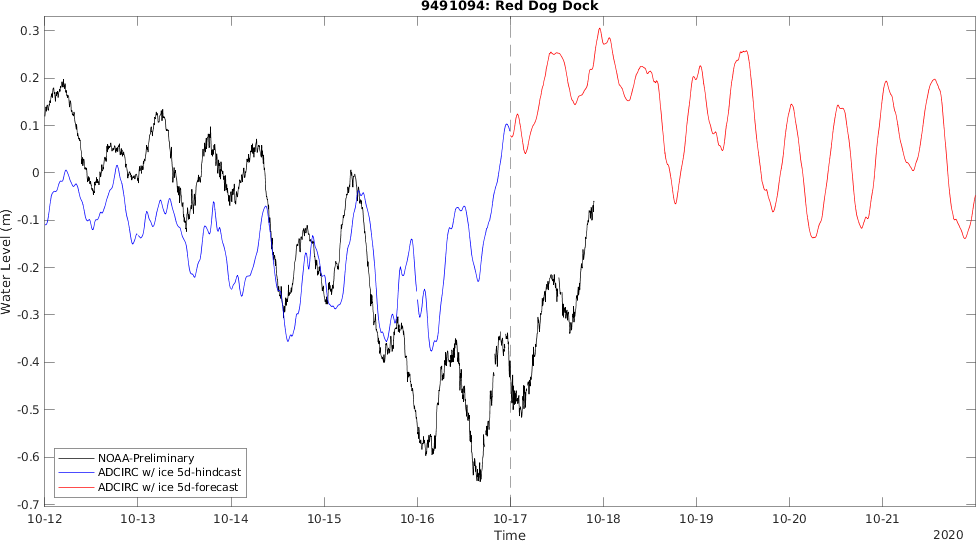 9491094: Red Dog Dock
0.3
0.2
0.1
0
-0.1
-0.2
-0.3
-0.4
-0.5
-0.6
-0.7
Water Level (m)
NOAA-Preliminary
ADCIRC w/ ice 5d-hindcast
ADCIRC w/ ice 5d-forecast
10-12 10-13 10-14 10-15 10-16 10-17 10-18 10-19 10-20 10-21
Time
2020